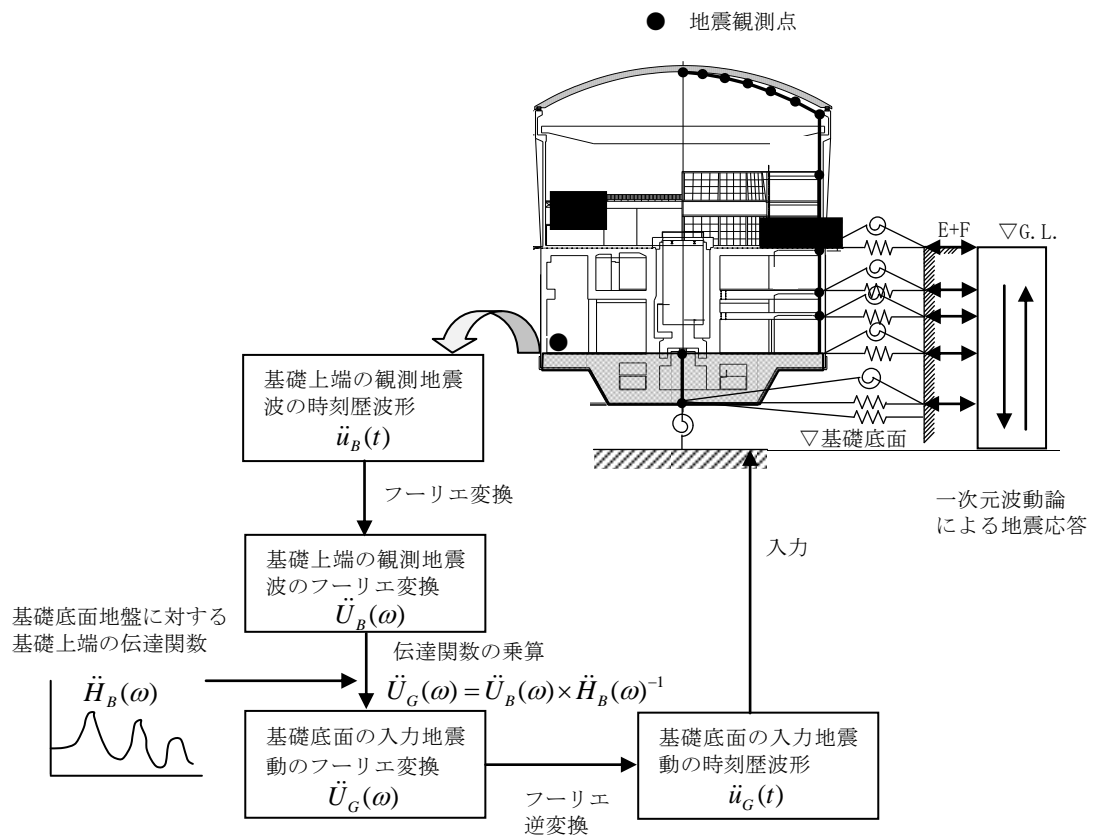 ● 地震観測点
E+F
▽G.L.
▽基礎底面
一次元波動論
による地震応答
基礎上端の観測地震
波の時刻歴波形
ü_B(t)
フーリエ変換
基礎上端の観測地震
波のフーリエ変換
Ü_B(ω)
基礎底面地盤に対する
基礎上端の伝達関数
Ḧ_B(ω)
伝達関数の乗算
Ü_G(ω)=Ü_B(ω)×Ḧ_B(ω)⁻¹
基礎底面の入力地震
動のフーリエ変換
Ü_G(ω)
フーリエ
逆変換
基礎底面の入力地震
動の時刻歴波形
ü_G(t)
入力